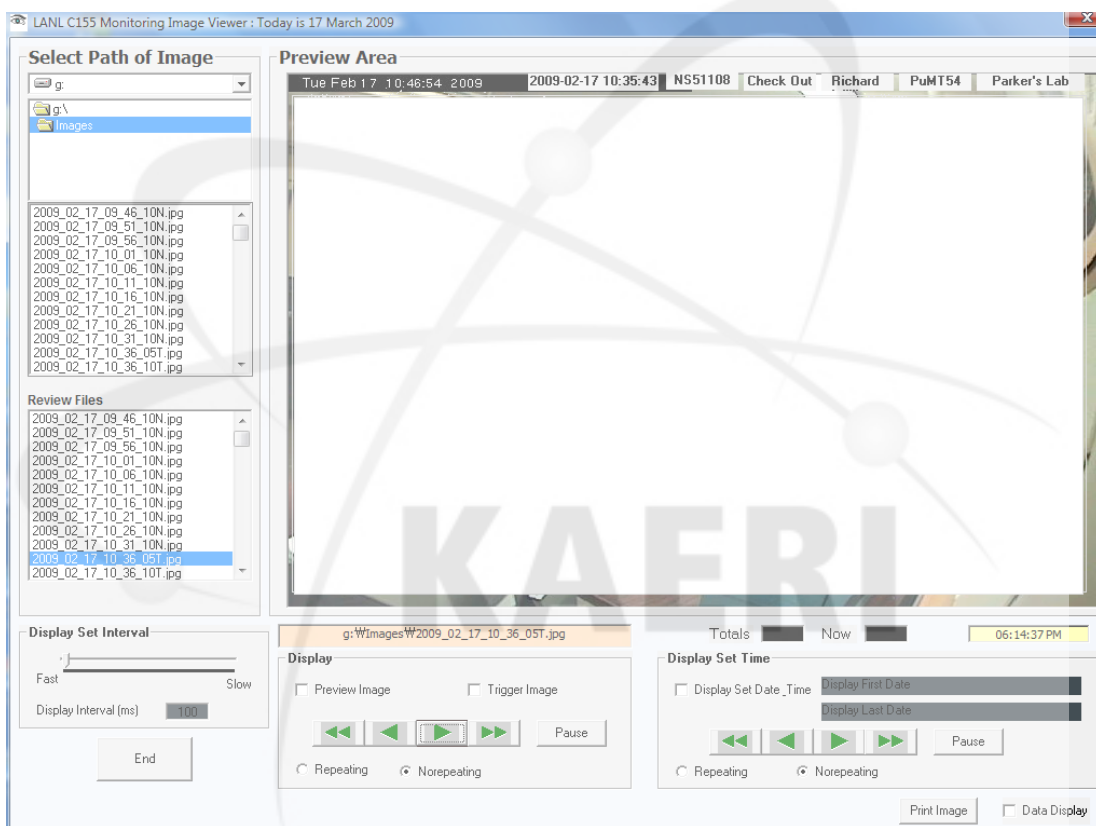 LANL C155 Monitoring Image Viewer : Today is 17 March 2009
X
Select Path of Image
g:
g:\
Images
2009_02_17_09_46_10N.jpg
2009_02_17_09_51_10N.jpg
2009_02_17_09_56_10N.jpg
2009_02_17_10_01_10N.jpg
2009_02_17_10_06_10N.jpg
2009_02_17_10_11_10N.jpg
2009_02_17_10_16_10N.jpg
2009_02_17_10_21_10N.jpg
2009_02_17_10_26_10N.jpg
2009_02_17_10_31_10N.jpg
2009_02_17_10_36_05T.jpg
2009_02_17_10_36_10T.jpg
Review Files
2009_02_17_09_46_10N.jpg
2009_02_17_09_51_10N.jpg
2009_02_17_09_56_10N.jpg
2009_02_17_10_01_10N.jpg
2009_02_17_10_06_10N.jpg
2009_02_17_10_11_10N.jpg
2009_02_17_10_16_10N.jpg
2009_02_17_10_21_10N.jpg
2009_02_17_10_26_10N.jpg
2009_02_17_10_31_10N.jpg
2009_02_17_10_36_05T.jpg
2009_02_17_10_36_10T.jpg
Preview Area
Tue Feb 17 10:46:54 2009 2009-02-17 10:35:43 NS51108 Check Out Richard PuMT54 Parker's Lab
KAERI
Display Set Interval
Fast Slow
Display Interval (ms) 100
End
g:₩Images₩2009_02_17_10_36_05T.jpg
Totals Now 06:14:37 PM
Display
Preview Image Trigger Image
Pause
Repeating Norepeating
Display Set Time
Display Set Date_Time Display First Date
Display Last Date
Pause
Repeating Norepeating
Print Image Data Display